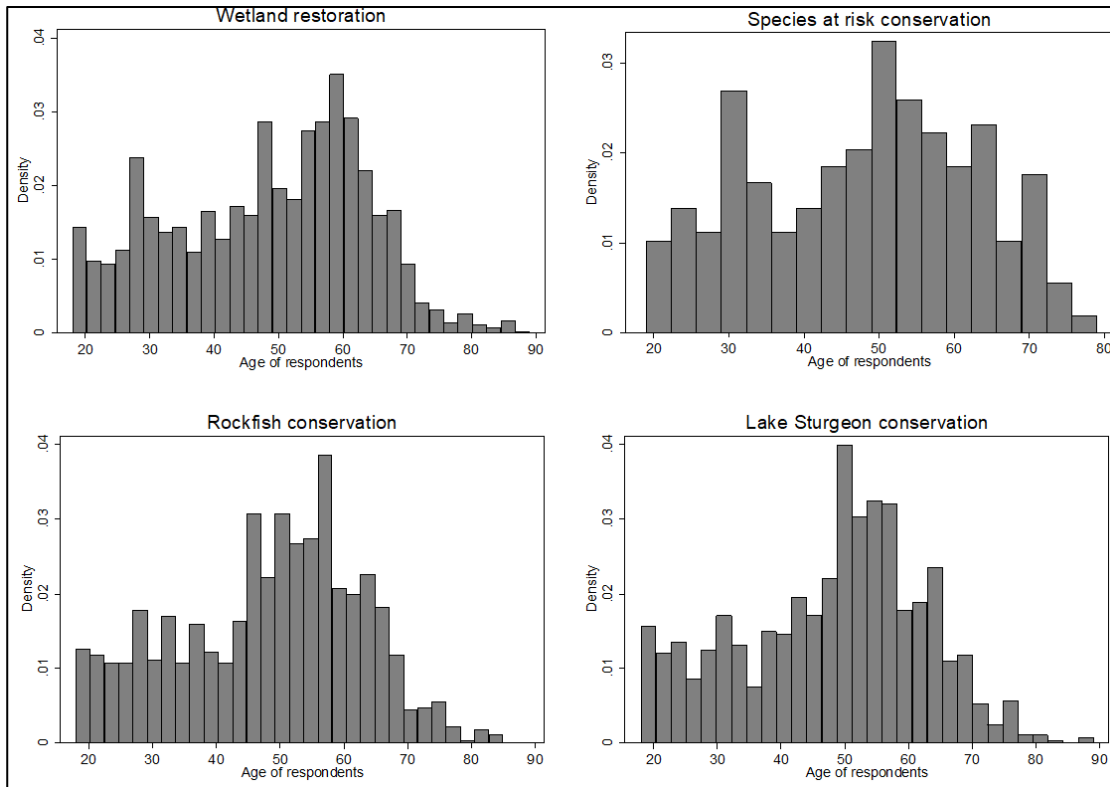 Wetland restoration
Density
.04
.03
.02
.01
0
20 30 40 50 60 70 80 90
Age of respondents
Species at risk conservation
Density
.03
.02
.01
0
20 30 40 50 60 70 80
Age of respondents
Rockfish conservation
Density
.04
.03
.02
.01
0
20 30 40 50 60 70 80 90
Age of respondents
Lake Sturgeon conservation
Density
.04
.03
.02
.01
0
20 30 40 50 60 70 80 90
Age of respondents